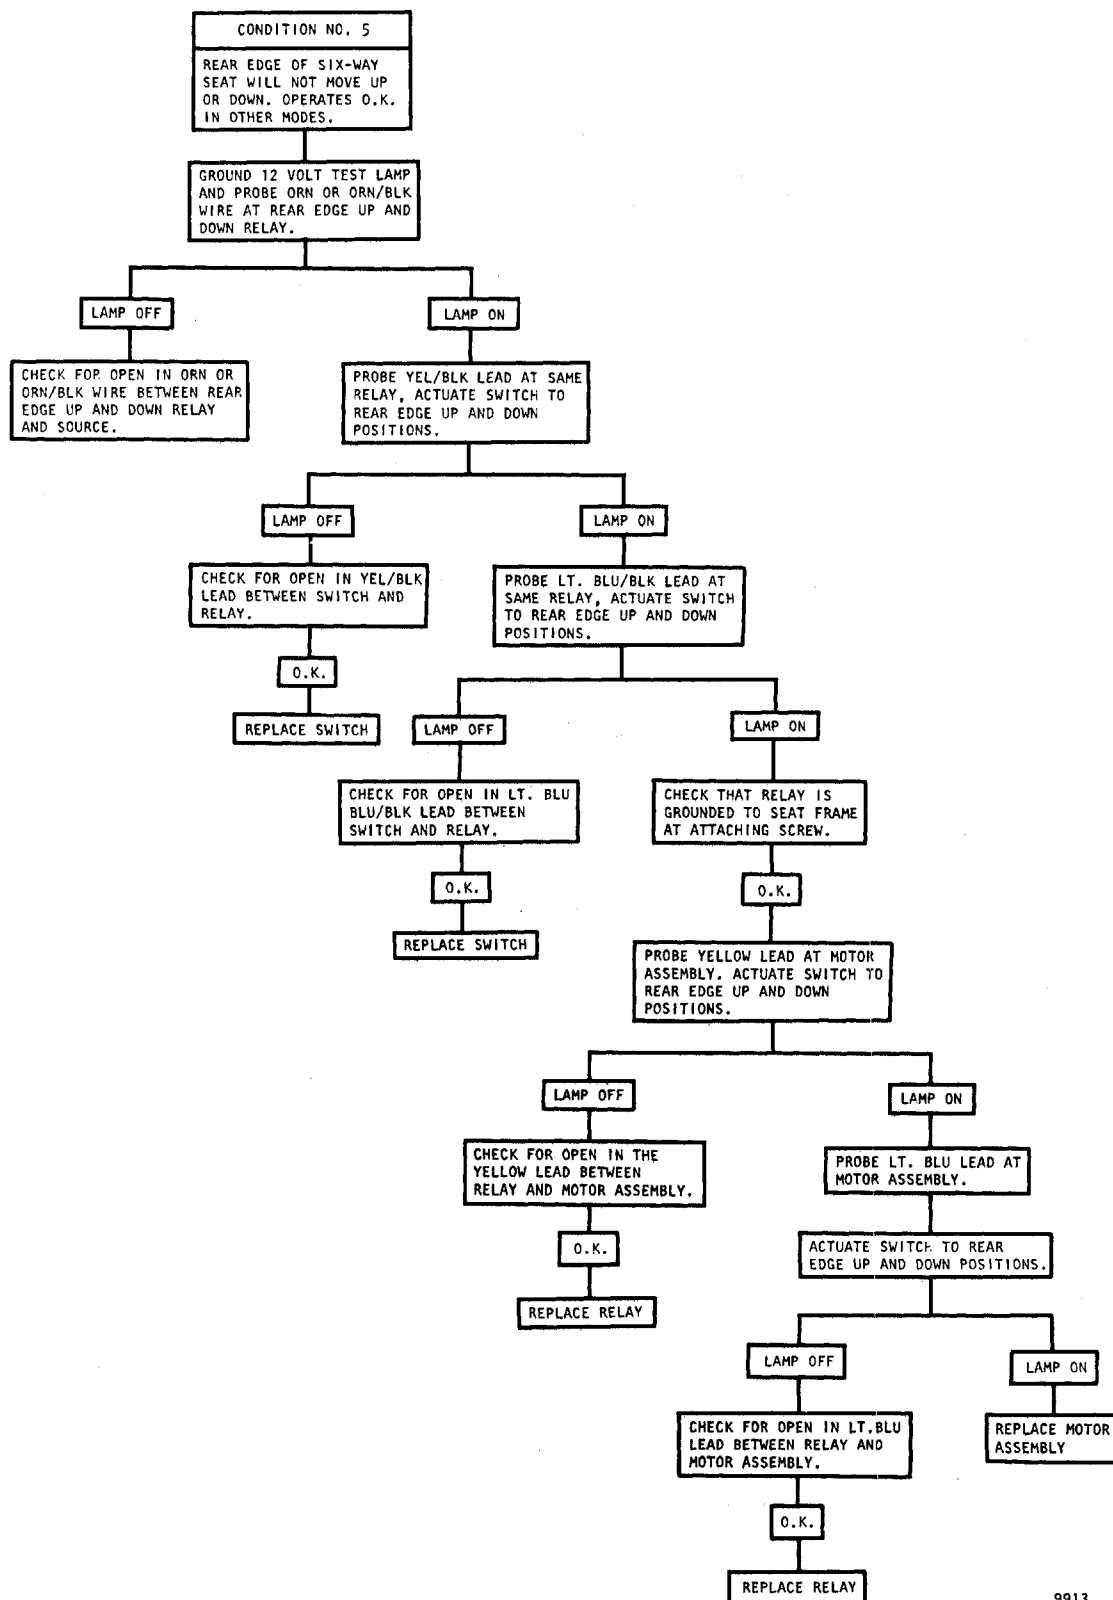 CONDITION NO. 5
REAR EDGE OF SIX-WAY
SEAT WILL NOT MOVE UP
OR DOWN. OPERATES O.K.
IN OTHER MODES.
GROUND 12 VOLT TEST LAMP
AND PROBE ORN OR ORN/BLK
WIRE AT REAR EDGE UP AND
DOWN RELAY.
LAMP OFF
LAMP ON
CHECK FOR OPEN IN ORN OR
ORN/BLK WIRE BETWEEN REAR
EDGE UP AND DOWN RELAY
AND SOURCE.
PROBE YEL/BLK LEAD AT SAME
RELAY, ACTUATE SWITCH TO
REAR EDGE UP AND DOWN
POSITIONS.
LAMP OFF
LAMP ON
CHECK FOR OPEN IN YEL/BLK
LEAD BETWEEN SWITCH AND
RELAY.
PROBE LT. BLU/BLK LEAD AT
SAME RELAY, ACTUATE SWITCH
TO REAR EDGE UP AND DOWN
POSITIONS.
O.K.
REPLACE SWITCH
LAMP OFF
LAMP ON
CHECK FOR OPEN IN LT. BLU
BLU/BLK LEAD BETWEEN
SWITCH AND RELAY.
CHECK THAT RELAY IS
GROUNDED TO SEAT FRAME
AT ATTACHING SCREW.
O.K.
O.K.
REPLACE SWITCH
PROBE YELLOW LEAD AT MOTOR
ASSEMBLY. ACTUATE SWITCH TO
REAR EDGE UP AND DOWN
POSITIONS.
LAMP OFF
LAMP ON
CHECK FOR OPEN IN THE
YELLOW LEAD BETWEEN
RELAY AND MOTOR ASSEMBLY.
PROBE LT. BLU LEAD AT
MOTOR ASSEMBLY.
O.K.
ACTUATE SWITCH TO REAR
EDGE UP AND DOWN POSITIONS.
REPLACE RELAY
LAMP OFF
LAMP ON
CHECK FOR OPEN IN LT.BLU
LEAD BETWEEN RELAY AND
MOTOR ASSEMBLY.
REPLACE MOTOR
ASSEMBLY
O.K.
REPLACE RELAY
9913